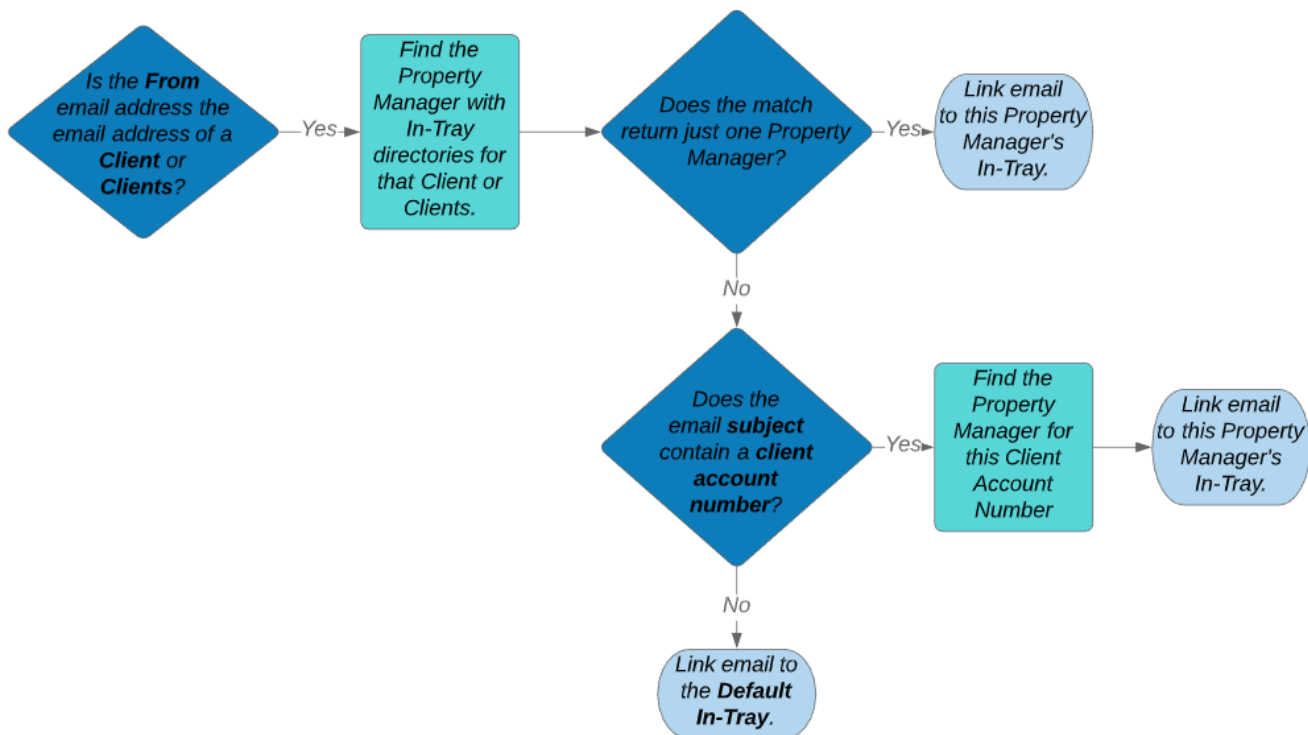 Is the From
email address the
email address of a
Client or
Clients?
Yes
Find the
Property
Manager with
In-Tray
directories for
that Client or
Clients.
Does the match
return just one Property
Manager?
Yes
Link email
to this Property
Manager's
In-Tray.
No
Does the
email subject
contain a client
account
number?
Yes
Find the
Property
Manager for
this Client
Account
Number
Link email
to this Property
Manager's
In-Tray.
No
Link email to
the Default
In-Tray.